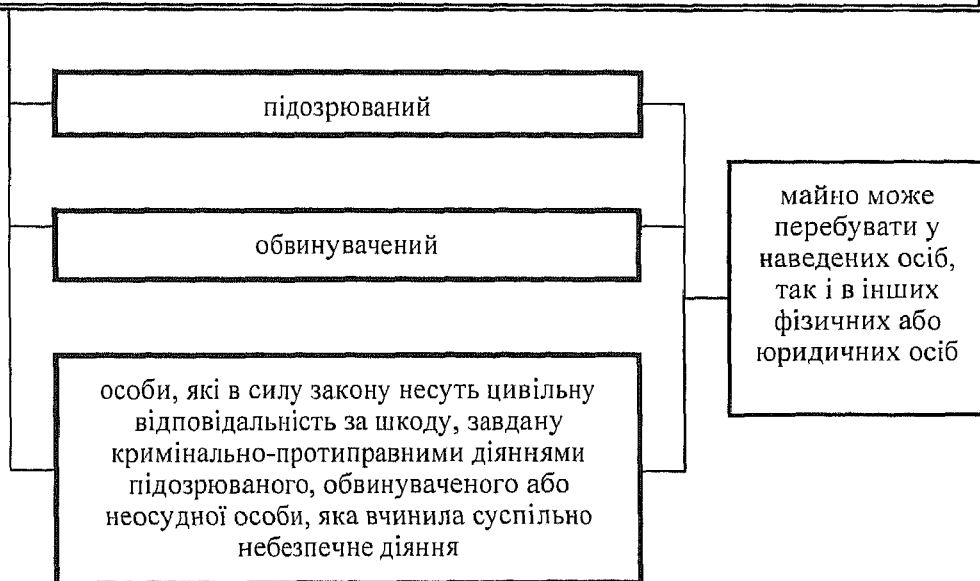 підозрюваний
обвинувачений
особи, які в силу закону несуть цивільну
відповідальність за шкоду, завдану
кримінально-протиправними діяннями
підозрюваного, обвинуваченого або
неосудної особи, яка вчинила суспільно
небезпечне діяння
майно може
перебувати у
наведених осіб,
так і в інших
фізичних або
юридичних осіб